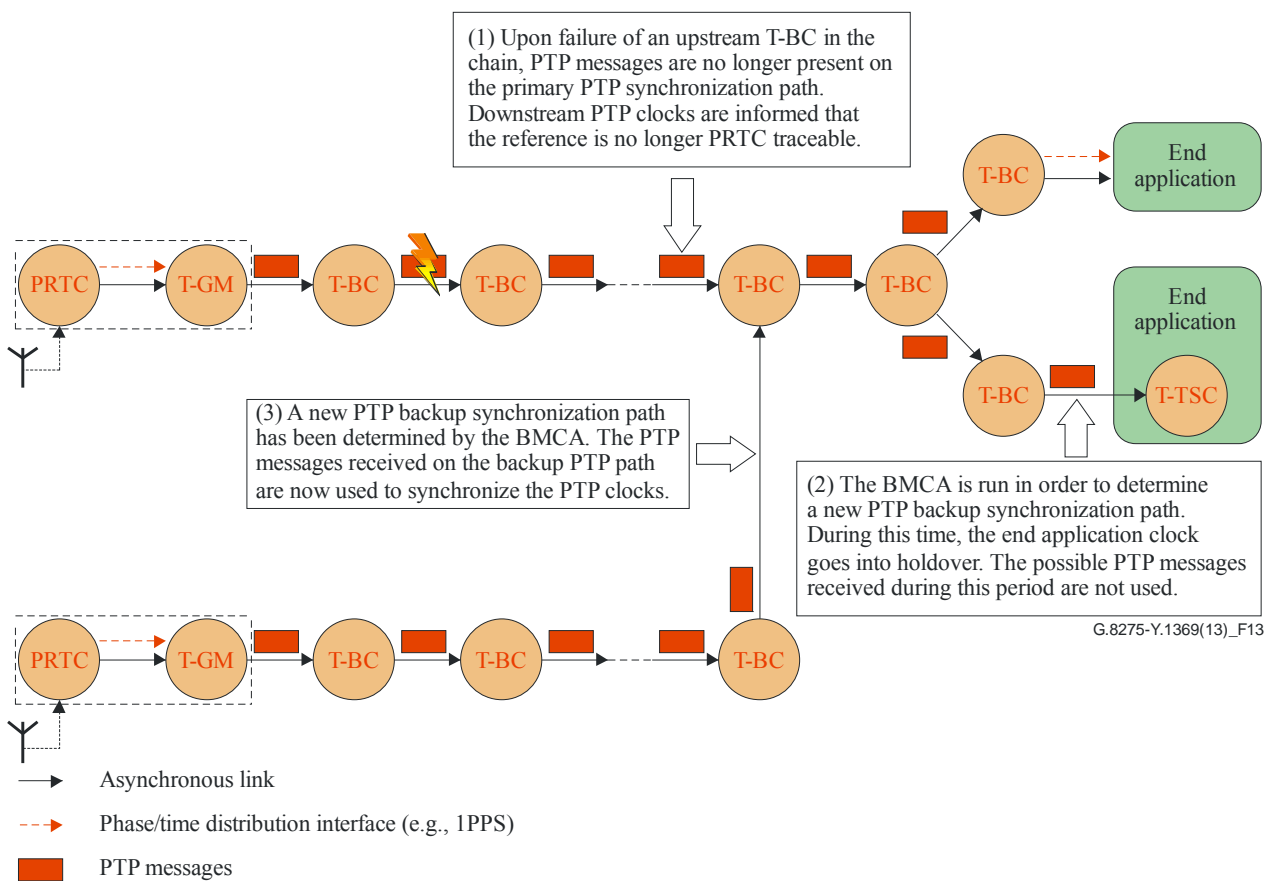 (1) Upon failure of an upstream T-BC in the
chain, PTP messages are no longer present on
the primary PTP synchronization path.
Downstream PTP clocks are informed that
the reference is no longer PRTC traceable.
T-BC
End
application
PRTC
T-GM
T-BC
T-BC
T-BC
T-BC
End
application
T-BC
T-TSC
(3) A new PTP backup synchronization path
has been determined by the BMCA. The PTP
messages received on the backup PTP path
are now used to synchronize the PTP clocks.
(2) The BMCA is run in order to determine
a new PTP backup synchronization path.
During this time, the end application clock
goes into holdover. The possible PTP messages
received during this period are not used.
G.8275-Y.1369(13)_F13
PRTC
T-GM
T-BC
T-BC
T-BC
Asynchronous link
Phase/time distribution interface (e.g., 1PPS)
PTP messages